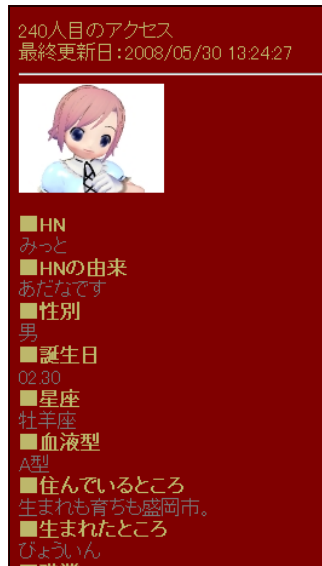 240人目のアクセス
最終更新日：2008/05/30 13:24:27
■HN
みっと
■HNの由来
あだなです
■性別
男
■誕生日
02.30
■星座
牡羊座
■血液型
A型
■住んでいるところ
生まれも育ちも盛岡市。
■生まれたところ
びょういん